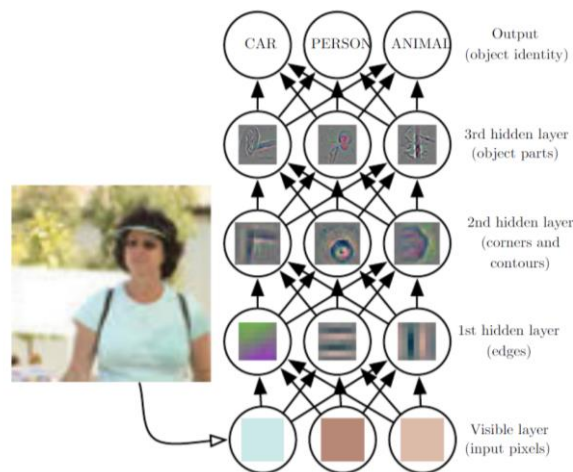 CAR PERSON ANIMAL
Output
(object identity)
3rd hidden layer
(object parts)
2nd hidden layer
(corners and
contours)
1st hidden layer
(edges)
Visible layer
(input pixels)